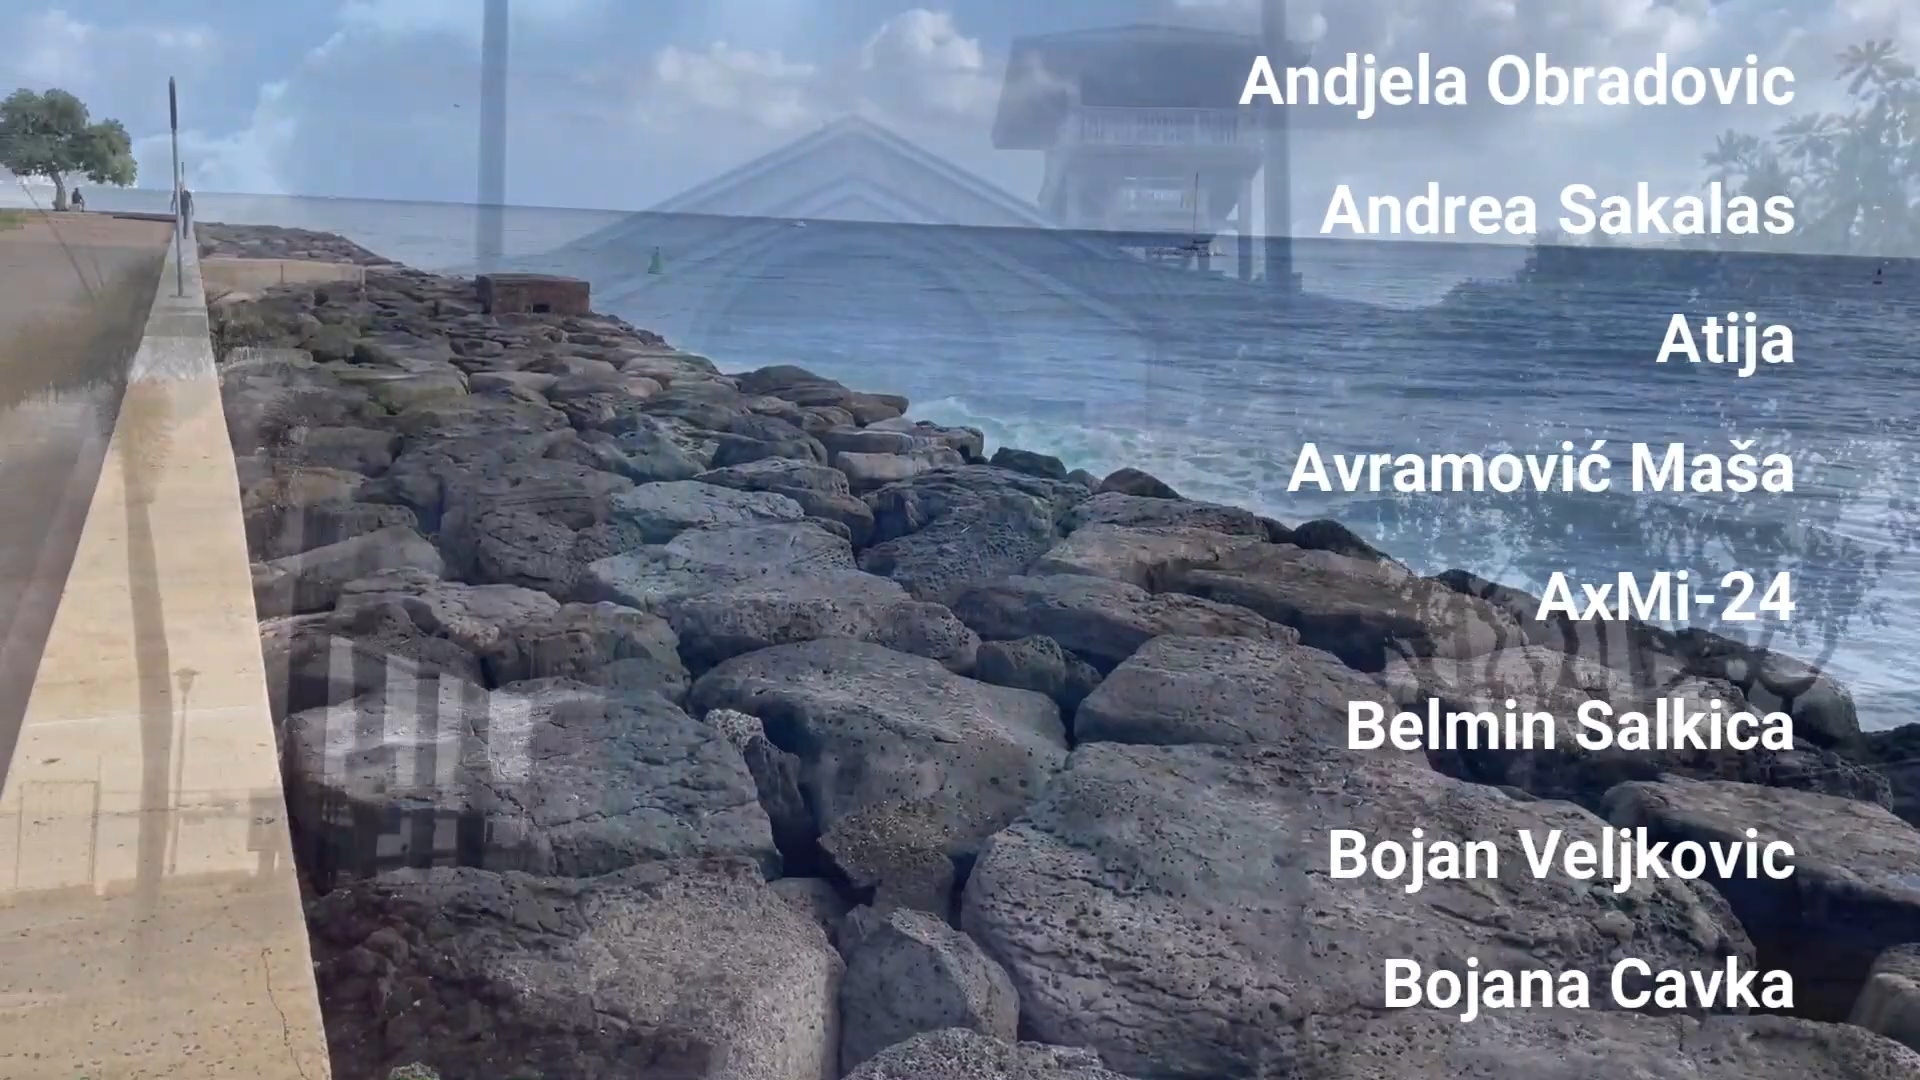 Andjela Obradovic
Andrea Sakalas
Atija
Avramović Maša
AxMi-24
Belmin Salkica
Bojan Veljkovic
Bojana Cavka